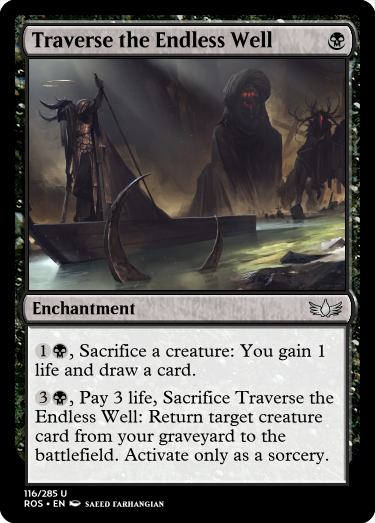 Traverse the Endless Well
Enchantment
1, Sacrifice a creature: You gain 1
life and draw a card.
3, Pay 3 life, Sacrifice Traverse the
Endless Well: Return target creature
card from your graveyard to the
battlefield. Activate only as a sorcery.
116/285 U
ROS • EN SAEED FARHANGIAN